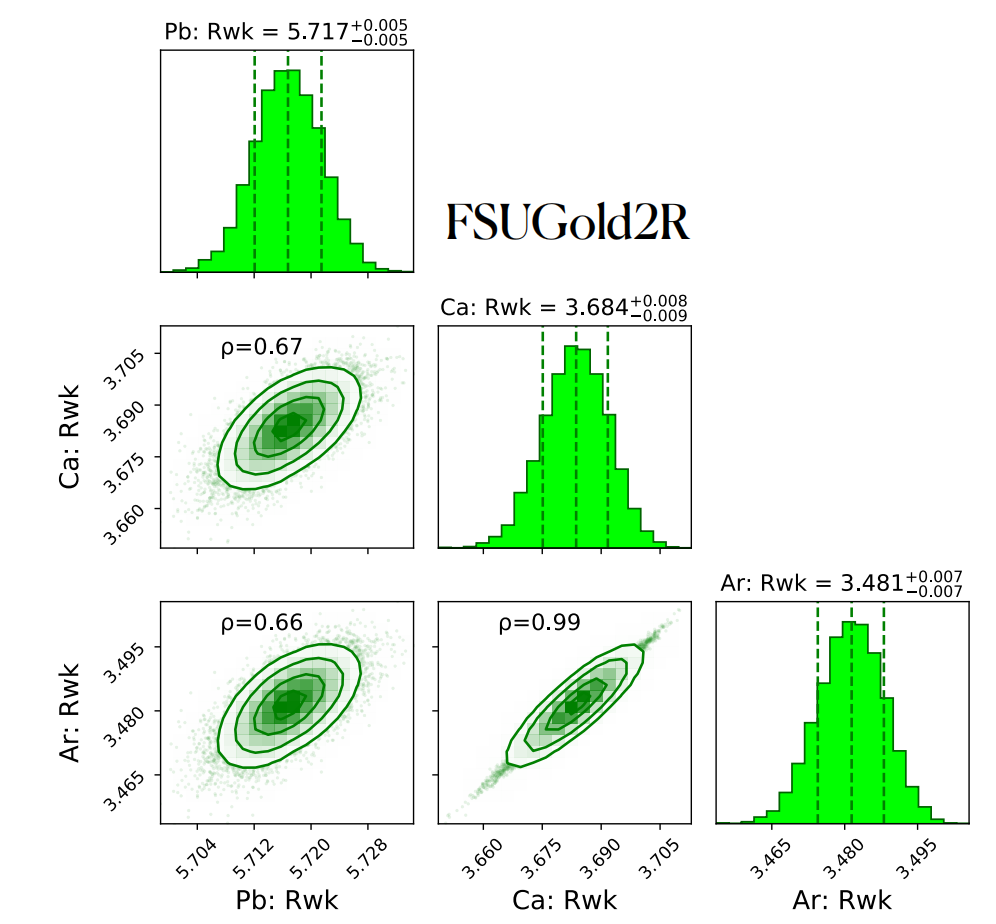 Pb: Rwk = 5.717+0.005
−0.005
FSUGold2R
Ca: Rwk = 3.684+0.008
−0.009
ρ=0.67
Ca: Rwk
3.705
3.690
3.675
3.660
Ar: Rwk = 3.481+0.007
−0.007
ρ=0.66
ρ=0.99
Ar: Rwk
3.495
3.480
3.465
5.704 5.712 5.720 5.728
3.660 3.675 3.690 3.705
3.465 3.480 3.495
Pb: Rwk
Ca: Rwk
Ar: Rwk